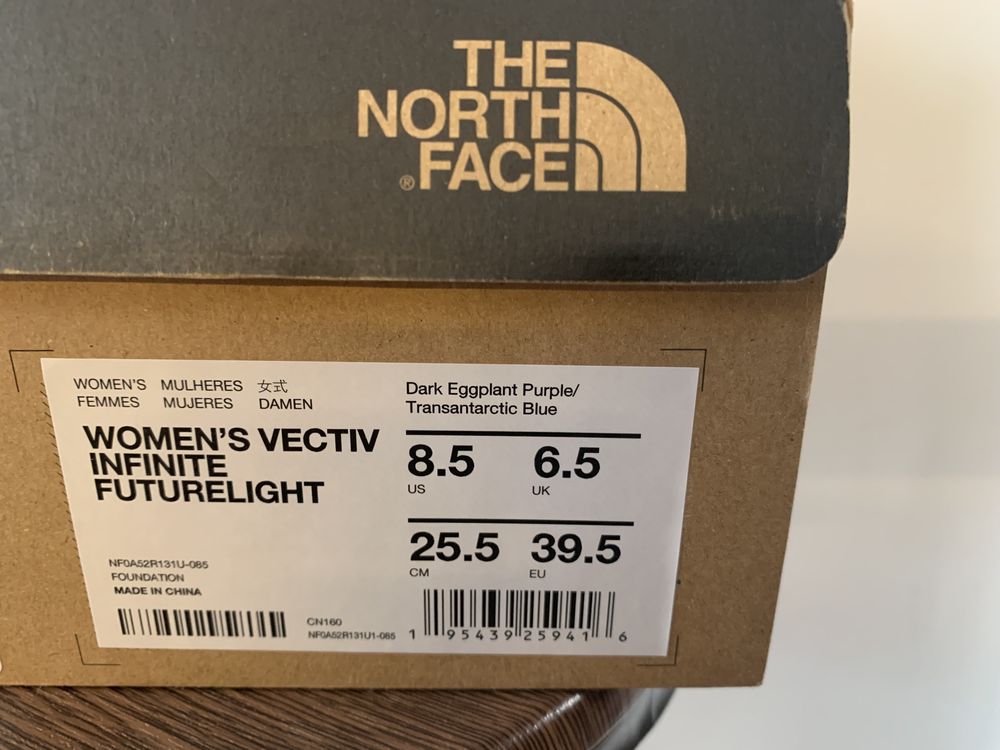 THE
NORTH
®FACE
WOMEN'S MULHERES 女式
FEMMES MUJERES DAMEN
WOMEN'S VECTIV
INFINITE
FUTURELIGHT
NF0A52R131U-085
FOUNDATION
MADE IN CHINA
CN160
NF0A52R131U1-085
Dark Eggplant Purple/
Transantarctic Blue
8.5 6.5
US UK
25.5 39.5
CM EU
1 95439 25941 6